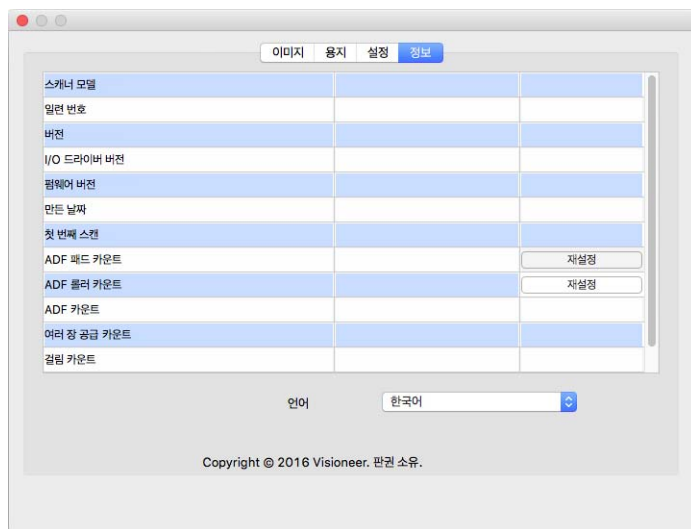 이미지 용지 설정 정보
스캐너 모델
일련 번호
버전
I/O 드라이버 버전
펌웨어 버전
만든 날짜
첫 번째 스캔
ADF 패드 카운트 재설정
ADF 롤러 카운트 재설정
ADF 카운트
여러 장 공급 카운트
걸림 카운트
언어 한국어
Copyright © 2016 Visioneer. 판권 소유.